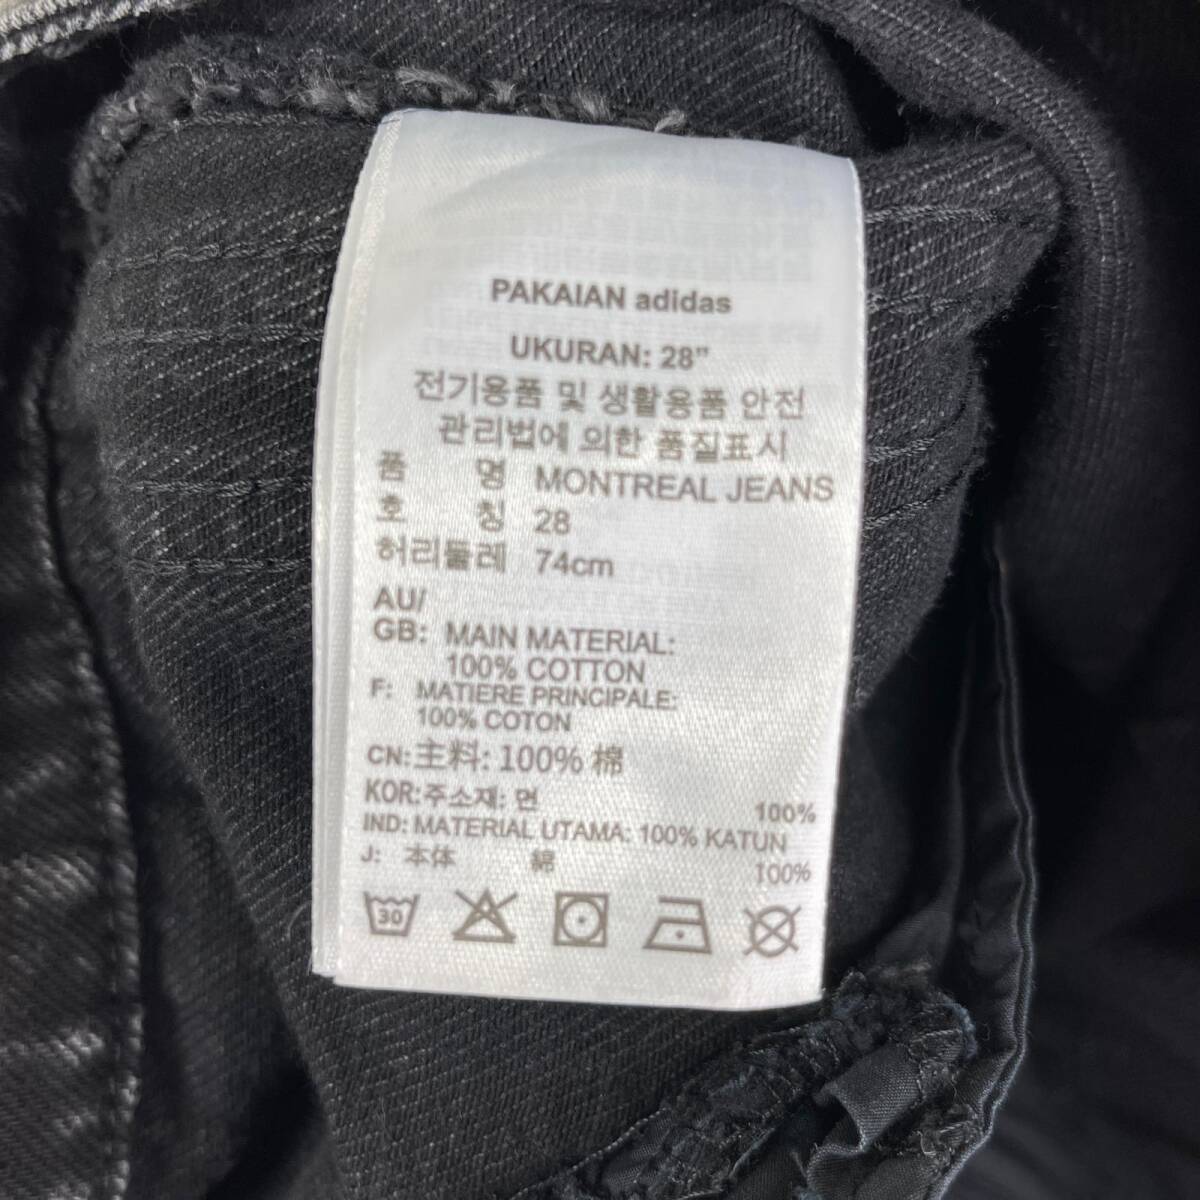 PAKAIAN adidas
UKURAN: 28”
전기용품 및 생활용품 안전
관리법에 의한 품질표시
품 명 MONTREAL JEANS
호 칭 28
허리둘레 74cm
AU/
GB: MAIN MATERIAL:
100% COTTON
F: MATIERE PRINCIPALE:
100% COTON
CN:主料: 100% 棉
KOR:주소재: 면 100%
IND: MATERIAL UTAMA: 100% KATUN
J: 本体 綿 100%
30